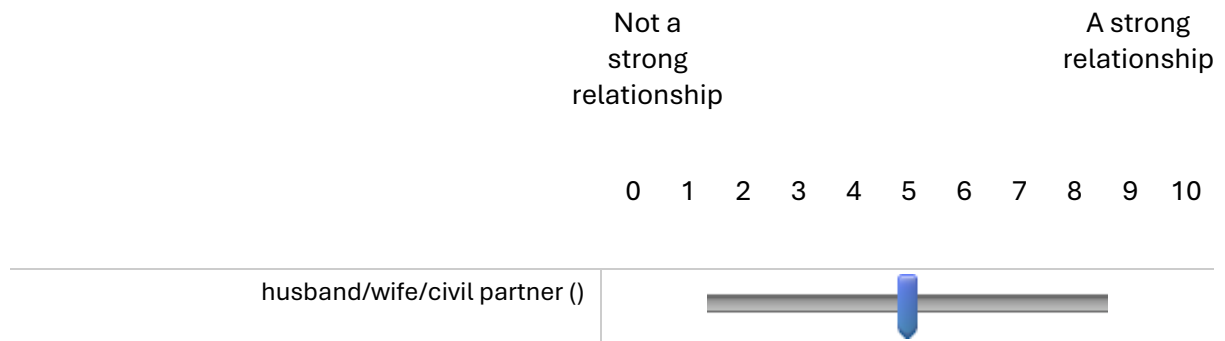 Not a
strong
relationship
A strong
relationship
0 1 2 3 4 5 6 7 8 9 10
husband/wife/civil partner ()